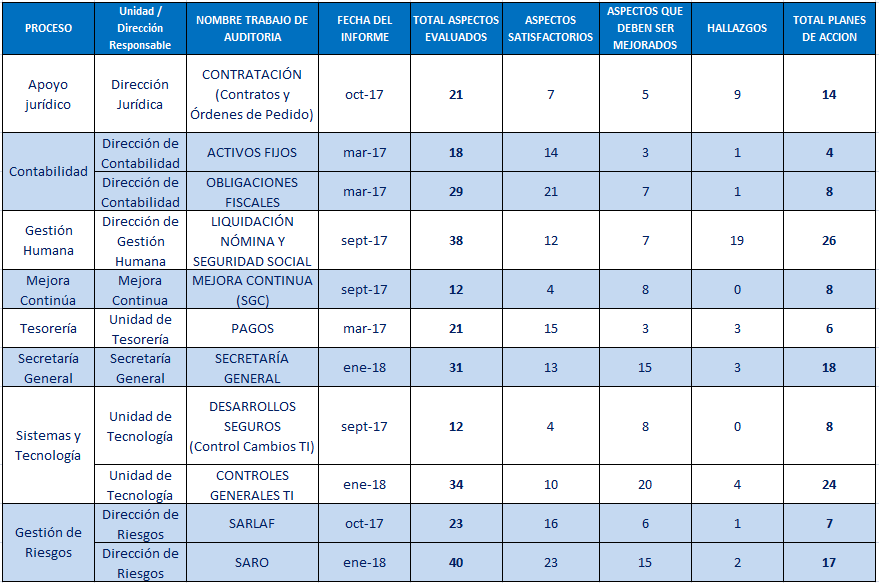 PROCESO
Unidad /
Dirección
Responsable
NOMBRE TRABAJO DE
AUDITORIA
FECHA DEL
INFORME
TOTAL ASPECTOS
EVALUADOS
ASPECTOS
SATISFACTORIOS
ASPECTOS QUE
DEBEN SER
MEJORADOS
HALLAZGOS
TOTAL PLANES
DE ACCION
Apoyo
jurídico
Dirección
Jurídica
CONTRATACIÓN
(Contratos y
Órdenes de Pedido)
oct-17
21
7
5
9
14
Contabilidad
Dirección de
Contabilidad
ACTIVOS FIJOS
mar-17
18
14
3
1
4
Dirección de
Contabilidad
OBLIGACIONES
FISCALES
mar-17
29
21
7
1
8
Gestión
Humana
Dirección de
Gestión
Humana
LIQUIDACIÓN
NÓMINA Y
SEGURIDAD SOCIAL
sept-17
38
12
7
19
26
Mejora
Continúa
Mejora
Continua
MEJORA CONTINUA
(SGC)
sept-17
12
4
8
0
8
Tesorería
Unidad de
Tesorería
PAGOS
mar-17
21
15
3
3
6
Secretaría
General
Secretaría
General
SECRETARÍA
GENERAL
ene-18
31
13
15
3
18
Sistemas y
Tecnología
Unidad de
Tecnología
DESARROLLOS
SEGUROS
(Control Cambios TI)
sept-17
12
4
8
0
8
Unidad de
Tecnología
CONTROLES
GENERALES TI
ene-18
34
10
20
4
24
Gestión de
Riesgos
Dirección de
Riesgos
SARLAF
oct-17
23
16
6
1
7
Dirección de
Riesgos
SARO
ene-18
40
23
15
2
17